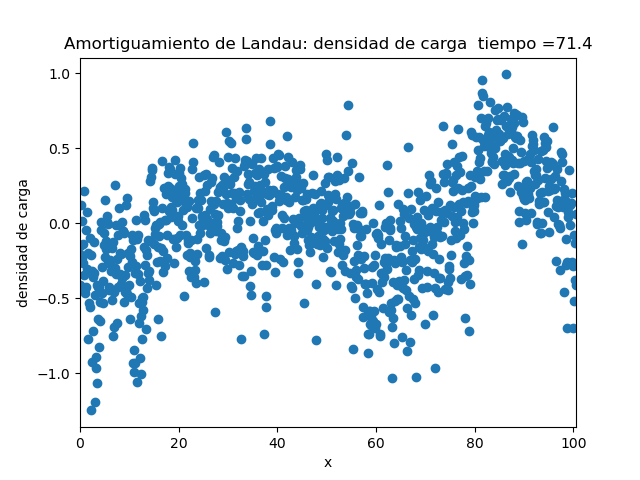 Amortiguamiento de Landau: densidad de carga  tiempo =71.4
1.0
0.5
0.0
−0.5
−1.0
densidad de carga
0 20 40 60 80 100
x